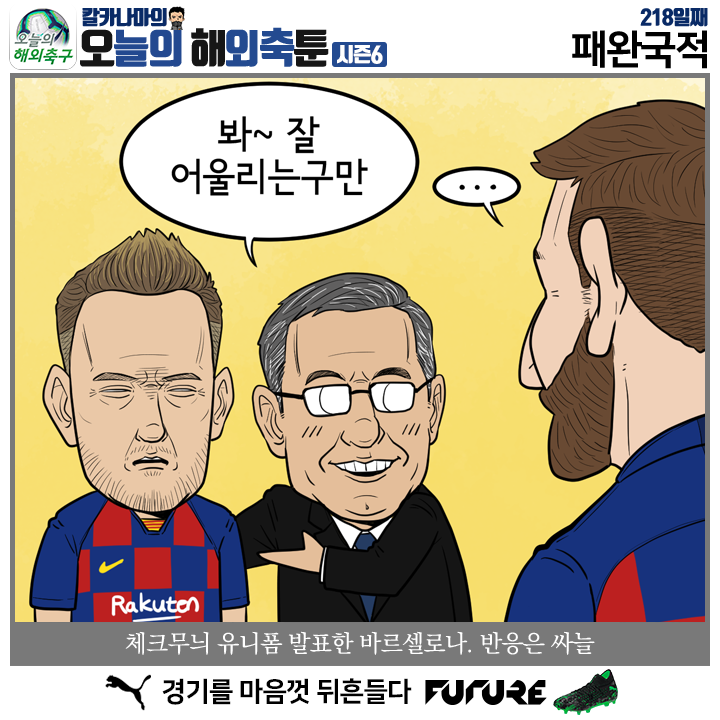 오늘의
해외축구
칼카나마의
오늘의 해외축툰
시즌6
218일째
패완국적
봐~ 잘
어울리는구만
...
Rakuten
체크무늬 유니폼 발표한 바르셀로나. 반응은 싸늘
경기를 마음껏 뒤흔들다 FUTURE